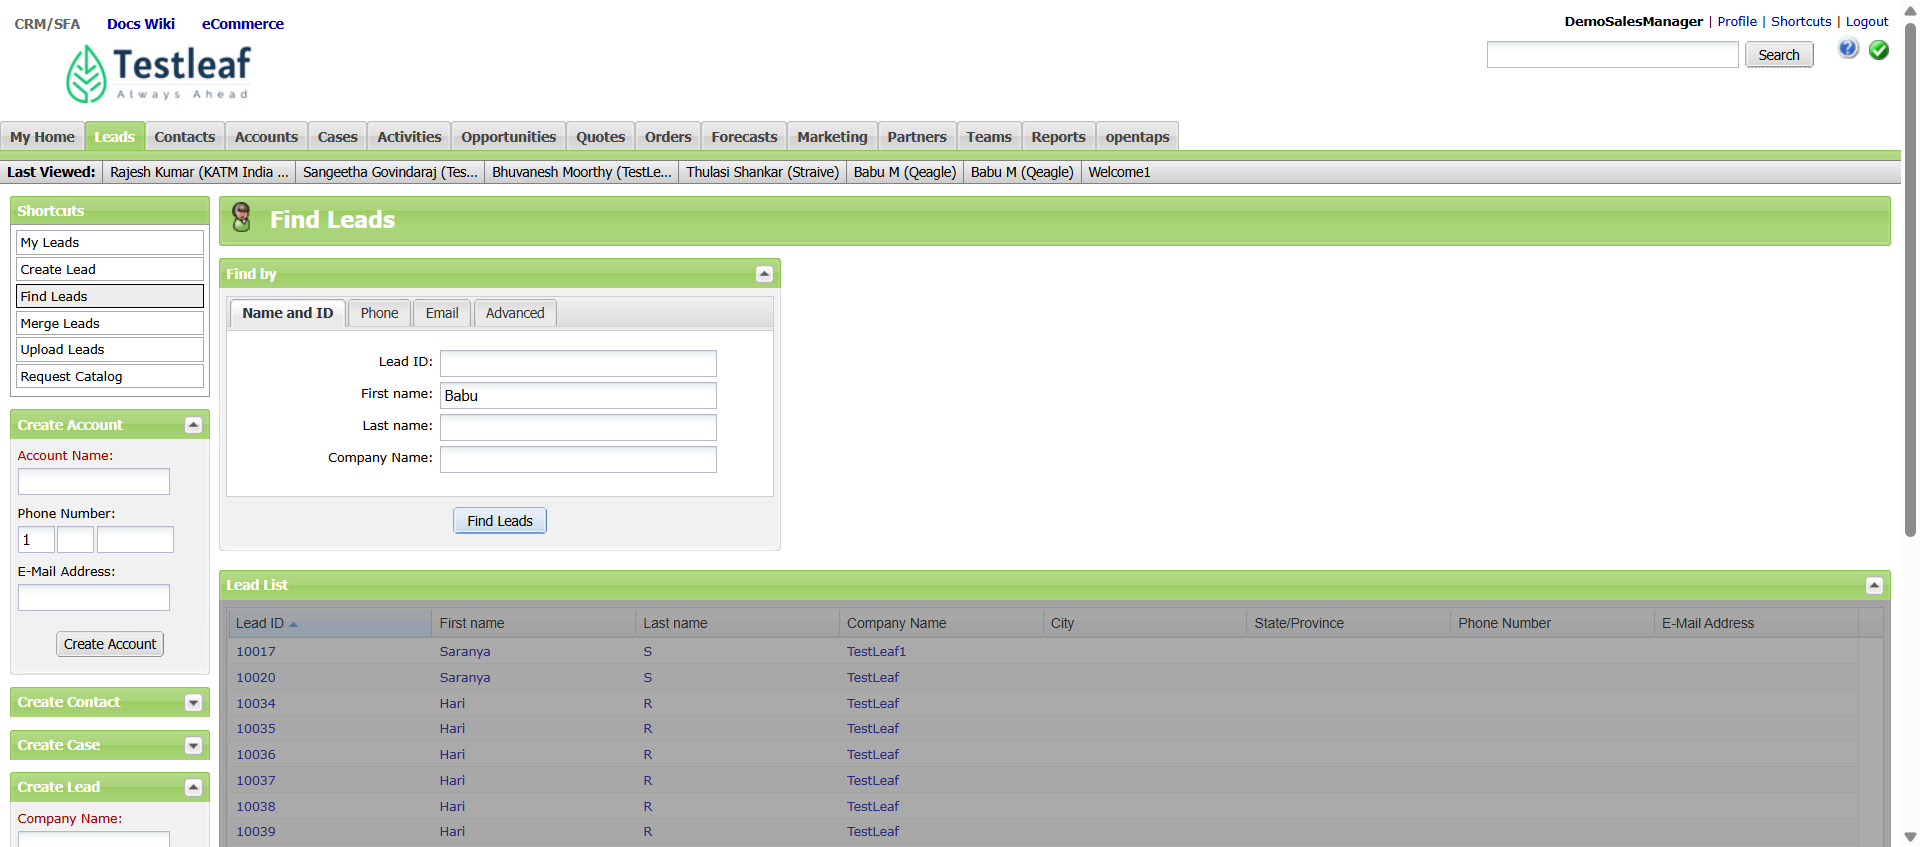 CRM/SFA Docs Wiki eCommerce
DemoSalesManager | Profile | Shortcuts | Logout
Testleaf
Always Ahead
Search
My Home Leads Contacts Accounts Cases Activities Opportunities Quotes Orders Forecasts Marketing Partners Teams Reports opentaps
Last Viewed: Rajesh Kumar (KATM India ... Sangeetha Govindaraj (Tes... Bhuvanesh Moorthy (TestLe... Thulasi Shankar (Straive) Babu M (Qeagle) Babu M (Qeagle) Welcome1
Shortcuts
My Leads
Create Lead
Find Leads
Merge Leads
Upload Leads
Request Catalog
Create Account
Account Name:
Phone Number:
1
E-Mail Address:
Create Account
Create Contact
Create Case
Create Lead
Company Name:
Find Leads
Find by
Name and ID Phone Email Advanced
Lead ID:
First name: Babu
Last name:
Company Name:
Find Leads
Lead List
Lead ID First name Last name Company Name City State/Province Phone Number E-Mail Address
10017 Saranya S TestLeaf1
10020 Saranya S TestLeaf
10034 Hari R TestLeaf
10035 Hari R TestLeaf
10036 Hari R TestLeaf
10037 Hari R TestLeaf
10038 Hari R TestLeaf
10039 Hari R TestLeaf